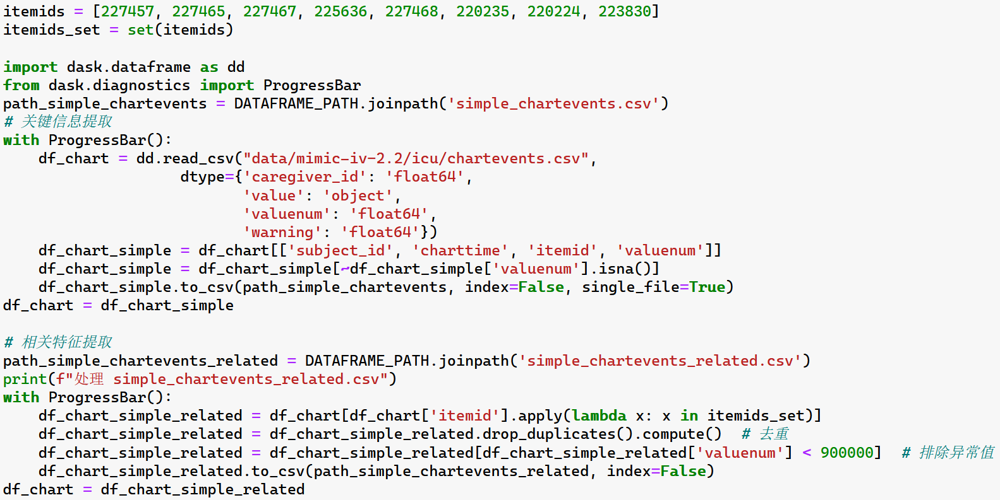 itemids = [227457, 227465, 227467, 225636, 227468, 220235, 220224, 223830]
itemids_set = set(itemids)

import dask.dataframe as dd
from dask.diagnostics import ProgressBar
path_simple_chartevents = DATAFRAME_PATH.joinpath('simple_chartevents.csv')
# 关键信息提取
with ProgressBar():
    df_chart = dd.read_csv("data/mimic-iv-2.2/icu/chartevents.csv",
                    dtype={'caregiver_id': 'float64',
                           'value': 'object',
                           'valuenum': 'float64',
                           'warning': 'float64'})
    df_chart_simple = df_chart[['subject_id', 'charttime', 'itemid', 'valuenum']]
    df_chart_simple = df_chart_simple[~df_chart_simple['valuenum'].isna()]
    df_chart_simple.to_csv(path_simple_chartevents, index=False, single_file=True)
df_chart = df_chart_simple

# 相关特征提取
path_simple_chartevents_related = DATAFRAME_PATH.joinpath('simple_chartevents_related.csv')
print(f"处理 simple_chartevents_related.csv")
with ProgressBar():
    df_chart_simple_related = df_chart[df_chart['itemid'].apply(lambda x: x in itemids_set)]
    df_chart_simple_related = df_chart_simple_related.drop_duplicates().compute()  # 去重
    df_chart_simple_related = df_chart_simple_related[df_chart_simple_related['valuenum'] < 900000]  # 排除异常值
    df_chart_simple_related.to_csv(path_simple_chartevents_related, index=False)
df_chart = df_chart_simple_related